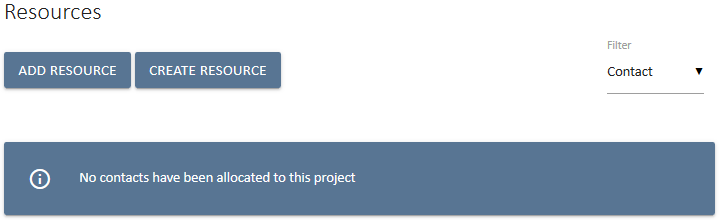 Resources
Filter
ADD RESOURCE CREATE RESOURCE Contact
No contacts have been allocated to this project